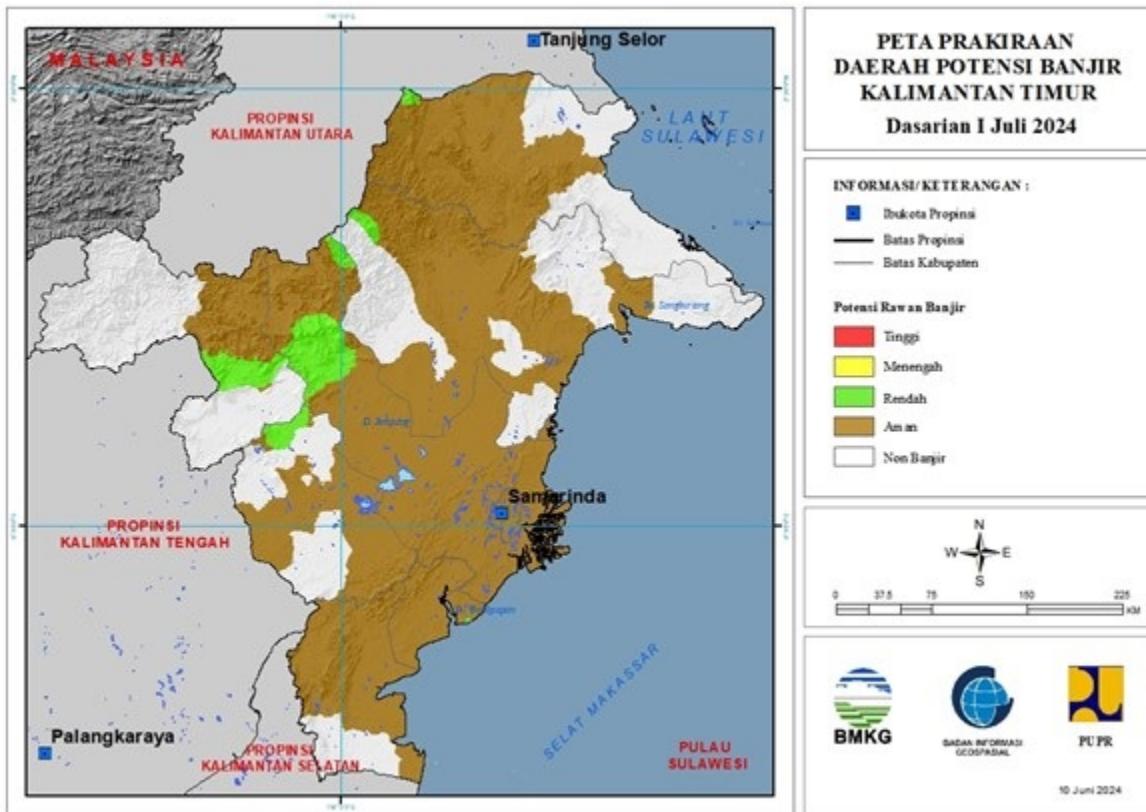 MALAYSIA
Tanjung Selor
PROPINSI
KALIMANTAN UTARA
LAUT
SULAWESI
Samarinda
PROPINSI
KALIMANTAN TENGAH
SELAT MAKASSAR
Palangkaraya
PROPINSI
KALIMANTAN SELATAN
PULAU
SULAWESI
PETA PRAKIRAAN
DAERAH POTENSI BANJIR
KALIMANTAN TIMUR
Dasarian I Juli 2024
INFORMASI/KETERANGAN :
Ibukota Propinsi
Batas Propinsi
Batas Kabupaten
Potensi Rawan Banjir
Tinggi
Menengah
Rendah
Aman
Non Banjir
N
W E
S
0 37.5 75 150 225
KM
BMKG
BADAN INFORMASI
GEOSPASIAL
PUPR
10 Juni 2024